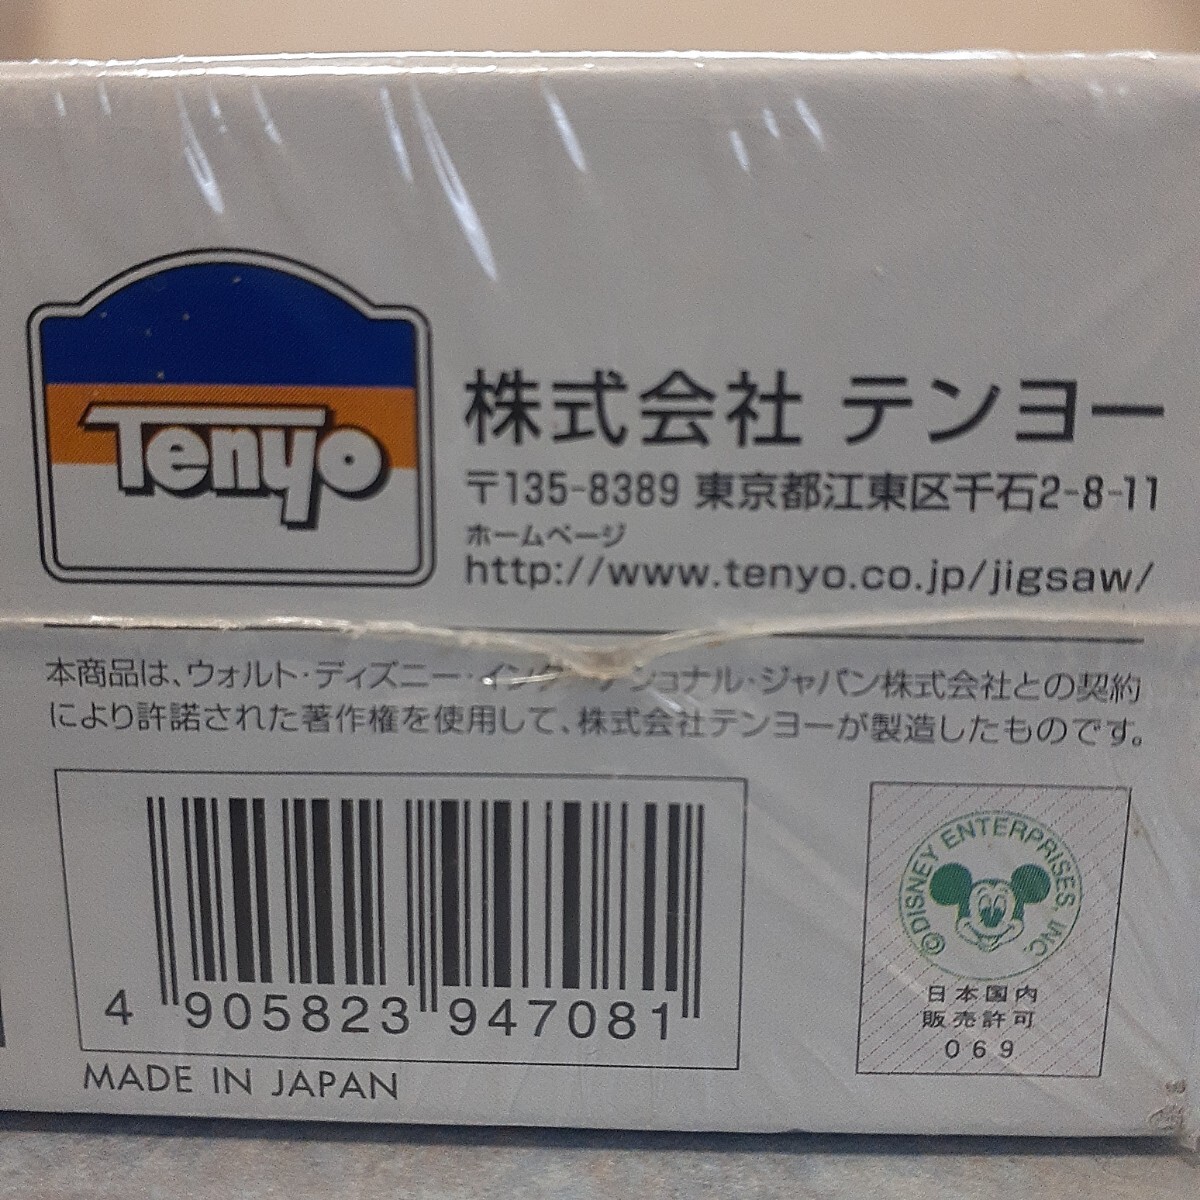 Tenyo
株式会社 テンヨー
〒135-8389 東京都江東区千石2-8-11
ホームページ
http://www.tenyo.co.jp/jigsaw/
本商品は、ウォルト・ディズニー・インターナショナル・ジャパン株式会社との契約
により許諾された著作権を使用して、株式会社テンヨーが製造したものです。
4 905823 947081
MADE IN JAPAN
©DISNEY ENTERPRISES, INC.
日本国内
販売許可
069